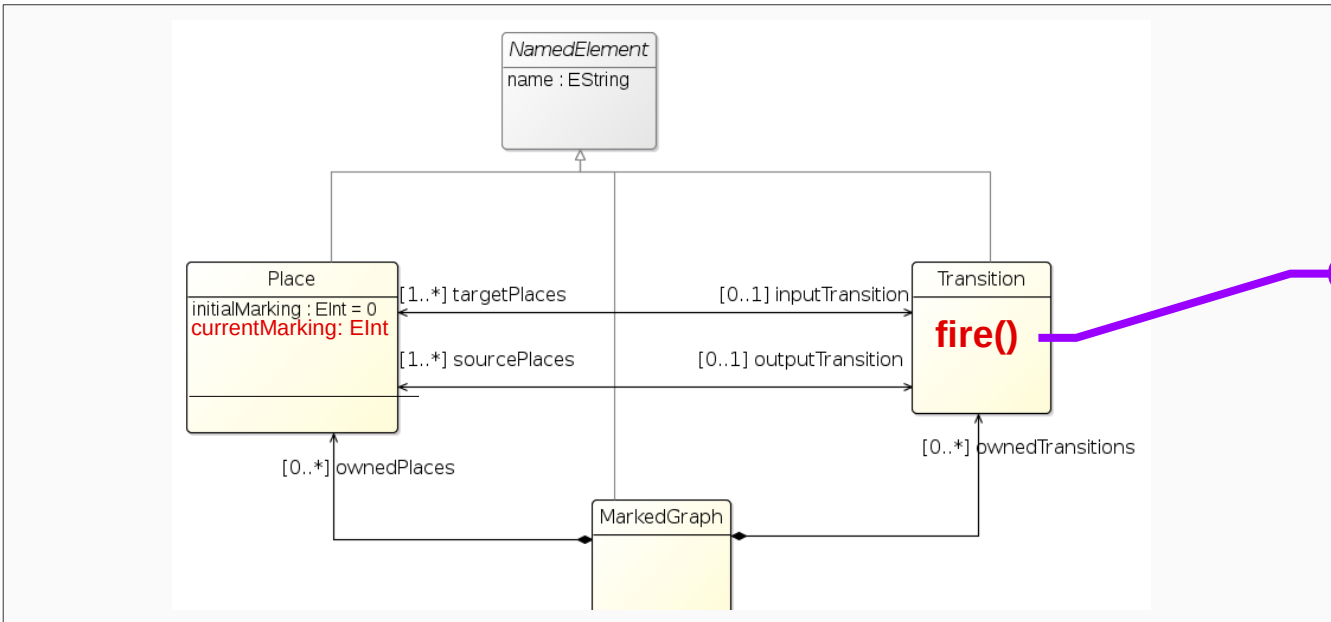 NamedElement
name : EString
Place
initialMarking : EInt = 0
currentMarking: EInt
[1..*] targetPlaces
[0..1] inputTransition
[1..*] sourcePlaces
[0..1] outputTransition
Transition
fire()
[0..*] ownedPlaces
[0..*] ownedTransitions
MarkedGraph